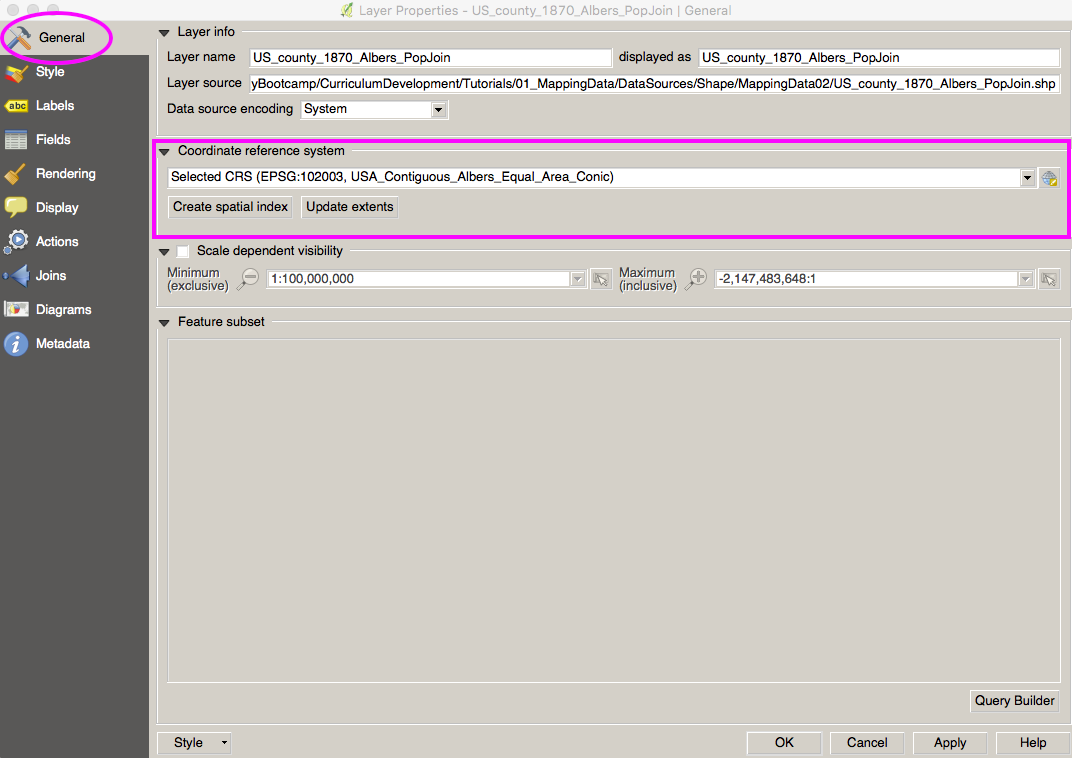 Layer Properties - US_county_1870_Albers_PopJoin | General
General
Style
abc Labels
Fields
Rendering
Display
Actions
Joins
Diagrams
i Metadata
Layer info
Layer name US_county_1870_Albers_PopJoin displayed as US_county_1870_Albers_PopJoin
Layer source yBootcamp/CurriculumDevelopment/Tutorials/01_MappingData/DataSources/Shape/MappingData02/US_county_1870_Albers_PopJoin.shp
Data source encoding System
Coordinate reference system
Selected CRS (EPSG:102003, USA_Contiguous_Albers_Equal_Area_Conic)
Create spatial index Update extents
Scale dependent visibility
Minimum (exclusive) 1:100,000,000 Maximum (inclusive) -2,147,483,648:1
Feature subset
Query Builder
Style OK Cancel Apply Help